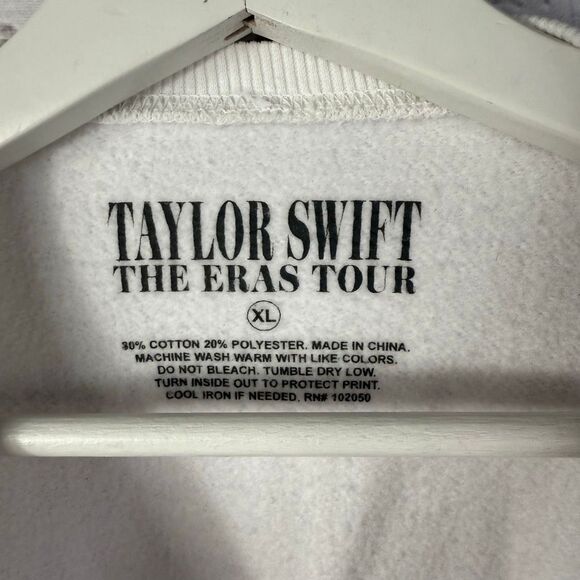 TAYLOR SWIFT
THE ERAS TOUR
XL
80% COTTON 20% POLYESTER. MADE IN CHINA.
MACHINE WASH WARM WITH LIKE COLORS.
DO NOT BLEACH. TUMBLE DRY LOW.
TURN INSIDE OUT TO PROTECT PRINT.
COOL IRON IF NEEDED. RN# 102050